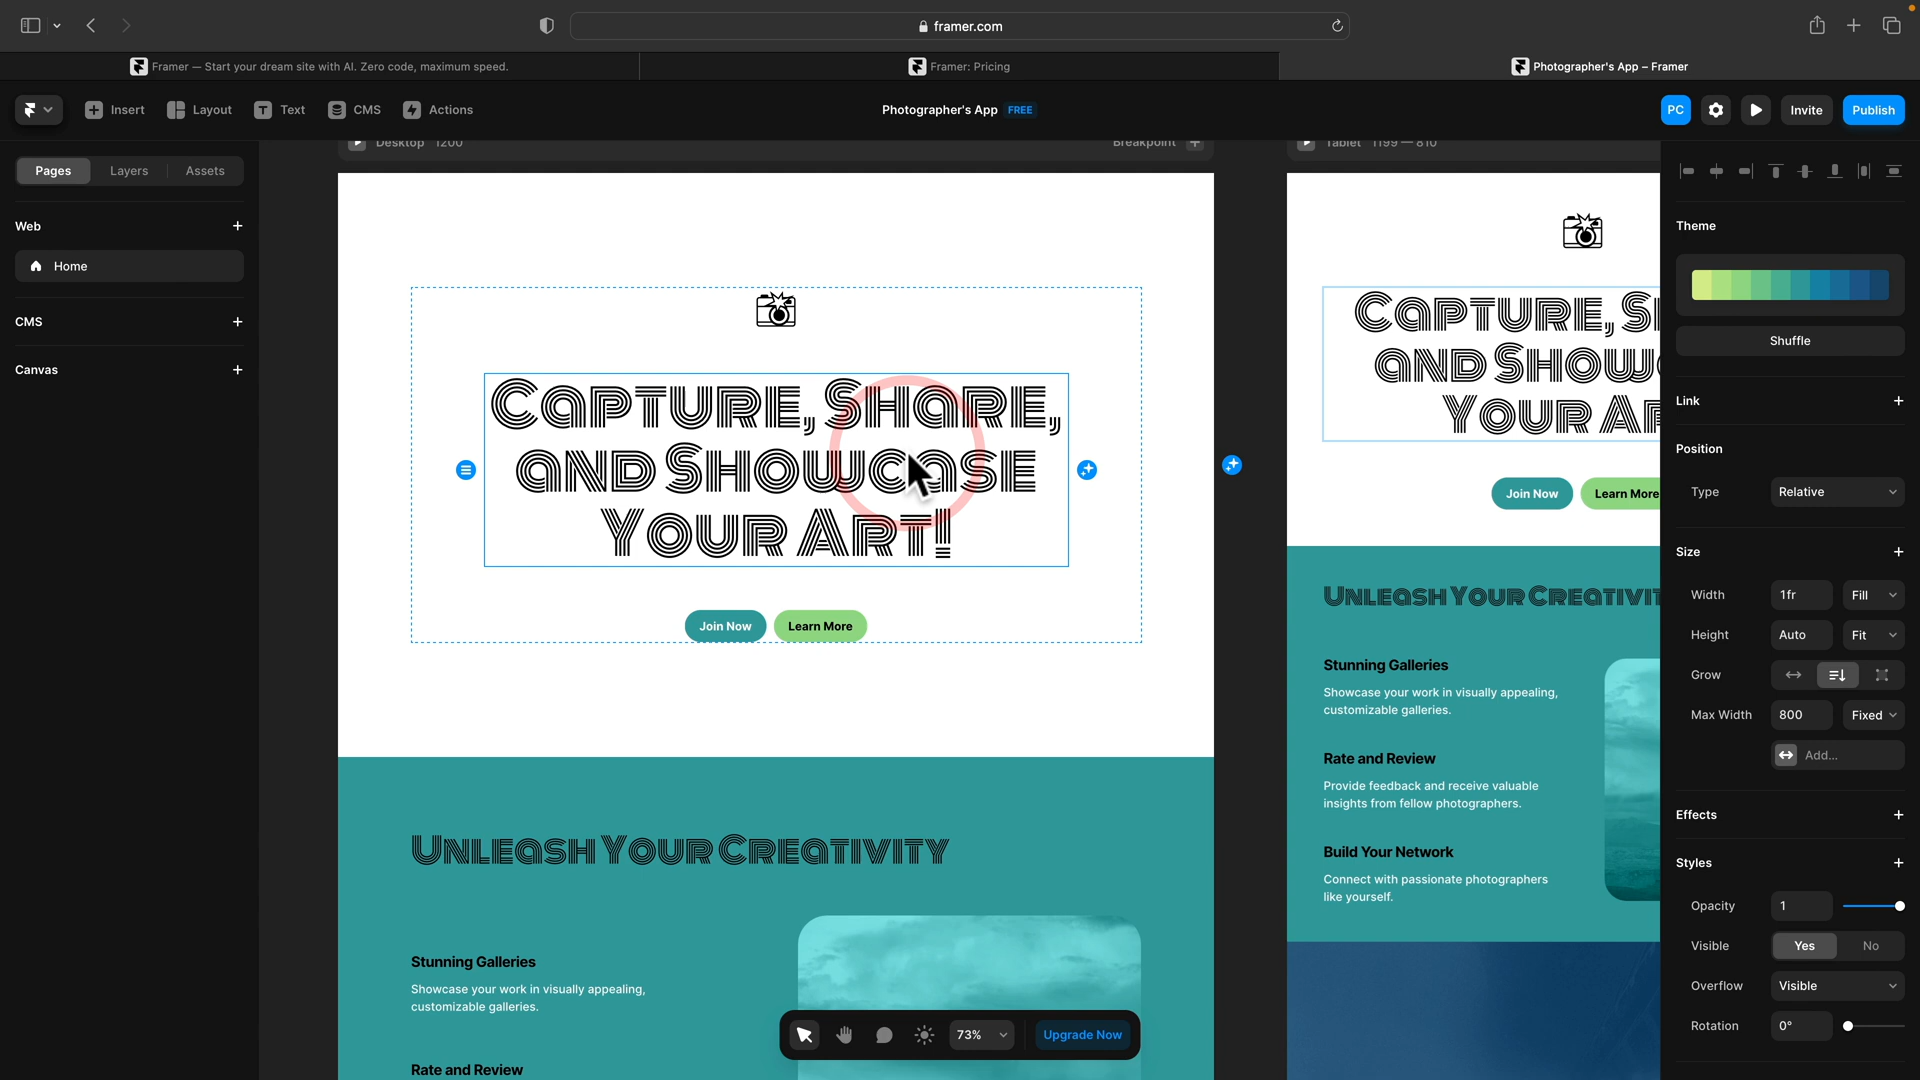 framer.com
Framer — Start your dream site with AI. Zero code, maximum speed.
Framer: Pricing
Photographer's App – Framer
Insert
Layout
Text
CMS
Actions
Photographer's App FREE
PC
Invite
Publish
Pages
Layers
Assets
Web
Home
CMS
Canvas
Desktop 1200
Breakpoint
Tablet 1199 — 810
Capture, Share,
and Showcase
Your Art!
Join Now
Learn More
Unleash Your Creativity
Stunning Galleries
Showcase your work in visually appealing,
customizable galleries.
Rate and Review
Capture, S
and Showc
Your Ar
Join Now
Learn More
Unleash Your Creativit
Stunning Galleries
Showcase your work in visually appealing,
customizable galleries.
Rate and Review
Provide feedback and receive valuable
insights from fellow photographers.
Build Your Network
Connect with passionate photographers
like yourself.
73%
Upgrade Now
Theme
Shuffle
Link
Position
Type Relative
Size
Width 1fr Fill
Height Auto Fit
Grow
Max Width 800 Fixed
Add...
Effects
Styles
Opacity 1
Visible Yes No
Overflow Visible
Rotation 0°